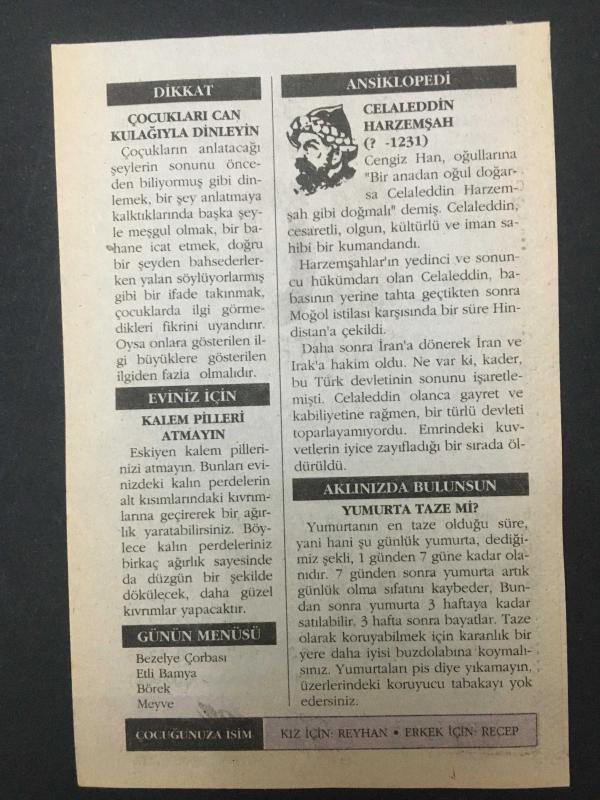 DİKKAT
ÇOCUKLARI CAN
KULAĞIYLA DİNLEYİN
Çoçukların anlatacağı
şeylerin sonunu önce-
den biliyormuş gibi din-
lemek, bir şey anlatmaya
kalktıklarında başka şey-
le meşgul olmak, bir ba-
hane icat etmek, doğru
bir şeyden bahsederler-
ken yalan söylüyorlarmış
gibi bir ifade takınmak,
çocuklarda ilgi görme-
dikleri fikrini uyandırır.
Oysa onlara gösterilen il-
gi büyüklere gösterilen
ilgiden fazla olmalıdır.
EVİNİZ İÇİN
KALEM PİLLERİ
ATMAYIN
Eskiyen kalem pilleri-
nizi atmayın. Bunları evi-
nizdeki kalın perdelerin
alt kısımlarındaki kıvrım-
larına geçirerek bir ağır-
lık yaratabilirsiniz. Böy-
lece kalın perdeleriniz
birkaç ağırlık sayesinde
da düzgün bir şekilde
dökülecek, daha güzel
kıvrımlar yapacaktır.
GÜNÜN MENÜSÜ
Bezelye Çorbası
Etli Bamya
Börek
Meyve
ANSİKLOPEDİ
CELALEDDİN
HARZEMŞAH
(? -1231)
Cengiz Han, oğullarına
"Bir anadan oğul doğar-
sa Celaleddin Harzem-
şah gibi doğmalı" demiş. Celaleddin,
cesaretli, olgun, kültürlü ve iman sa-
hibi bir kumandandı.
Harzemşahlar'ın yedinci ve sonun-
cu hükümdarı olan Celaleddin, ba-
basının yerine tahta geçtikten sonra
Moğol istilası karşısında bir süre Hin-
distan'a çekildi.
Daha sonra İran'a dönerek İran ve
Irak'a hakim oldu. Ne var ki, kader,
bu Türk devletinin sonunu işaretle-
mişti. Celaleddin olanca gayret ve
kabiliyetine rağmen, bir türlü devleti
toparlayamıyordu. Emrindeki kuv-
vetlerin iyice zayıfladığı bir sırada öl-
dürüldü.
AKLINIZDA BULUNSUN
YUMURTA TAZE Mİ?
Yumurtanın en taze olduğu süre,
yani hani şu günlük yumurta, dediği-
miz şekli, 1 günden 7 güne kadar ola-
nıdır. 7 günden sonra yumurta artık
günlük olma sıfatını kaybeder, Bun-
dan sonra yumurta 3 haftaya kadar
satılabilir. 3 hafta sonra bayatlar. Taze
olarak koruyabilmek için karanlık bir
yere daha iyisi buzdolabına koymalı-
sınız. Yumurtaları pis diye yıkamayın,
üzerlerindeki koruyucu tabakayı yok
edersiniz.
ÇOCUĞUNUZA İSİM KIZ İÇİN: REYHAN • ERKEK İÇİN: RECEP